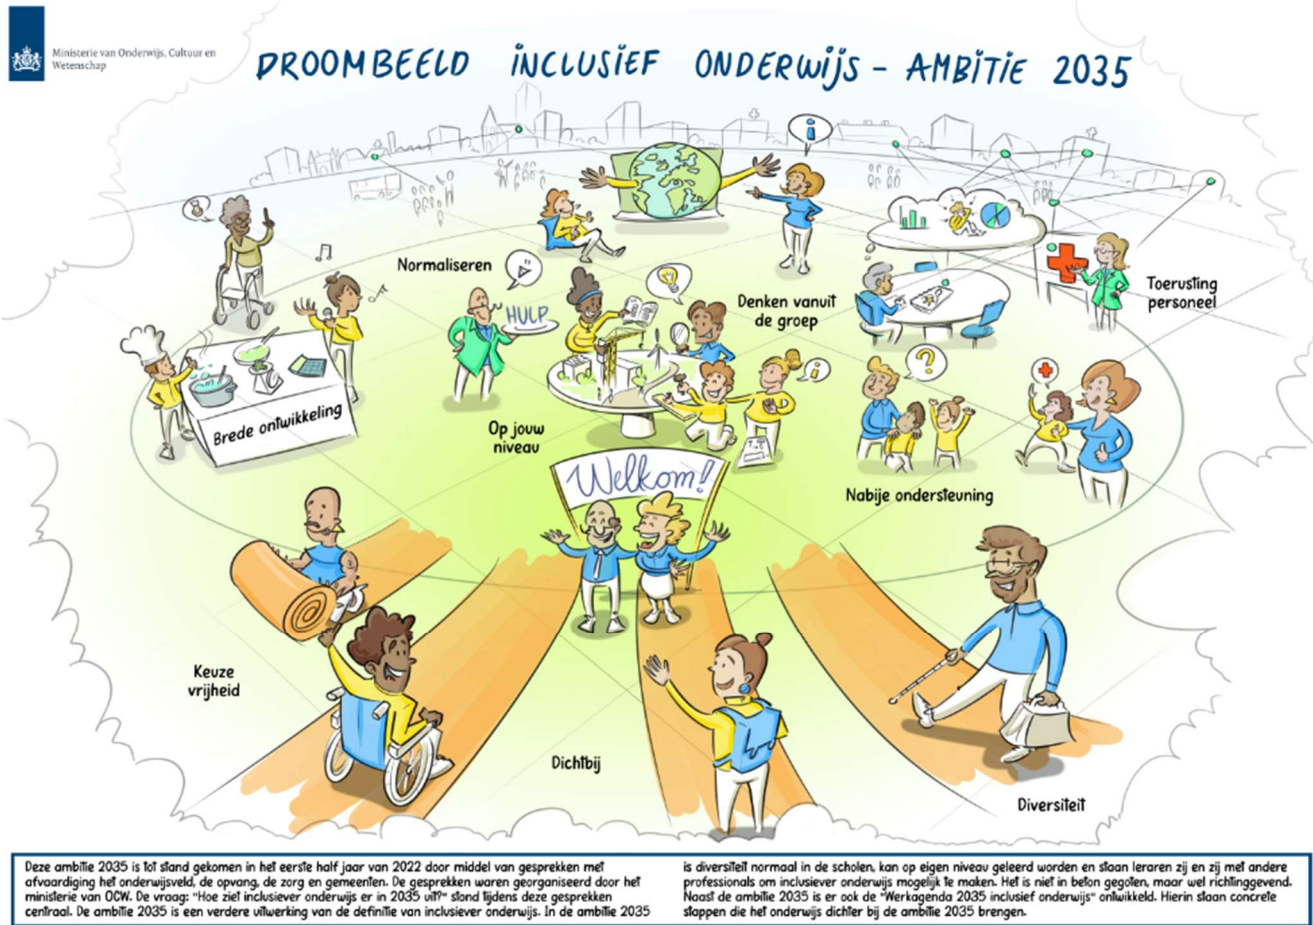 Ministerie van Onderwijs, Cultuur en
Wetenschap
DROOMBEELD INCLUSIEF ONDERWIJS - AMBITIE 2035
Normaliseren
HULP
Denken vanuit
de groep
Toerusting
personeel
Brede ontwikkeling
Op jouw
niveau
Welkom!
Nabije ondersteuning
Keuze
vrijheid
Dichtbij
Diversiteit
Deze ambitie 2035 is tot stand gekomen in het eerste half jaar van 2022 door middel van gesprekken met
afvaardiging het onderwijsveld, de opvang, de zorg en gemeenten. De gesprekken waren georganiseerd door het
ministerie van OCW. De vraag: "Hoe ziet inclusiever onderwijs er in 2035 uit?" stond tijdens deze gesprekken
centraal. De ambitie 2035 is een verdere uitwerking van de definitie van inclusiever onderwijs. In de ambitie 2035
is diversiteit normaal in de scholen, kan op eigen niveau geleerd worden en staan leraren zij en zij met andere
professionals om inclusiever onderwijs mogelijk te maken. Het is niet in beton gegoten, maar wel richtinggevend.
Naast de ambitie 2035 is er ook de "Werkagenda 2035 inclusief onderwijs" ontwikkeld. Hierin staan concrete
stappen die het onderwijs dichter bij de ambitie 2035 brengen.